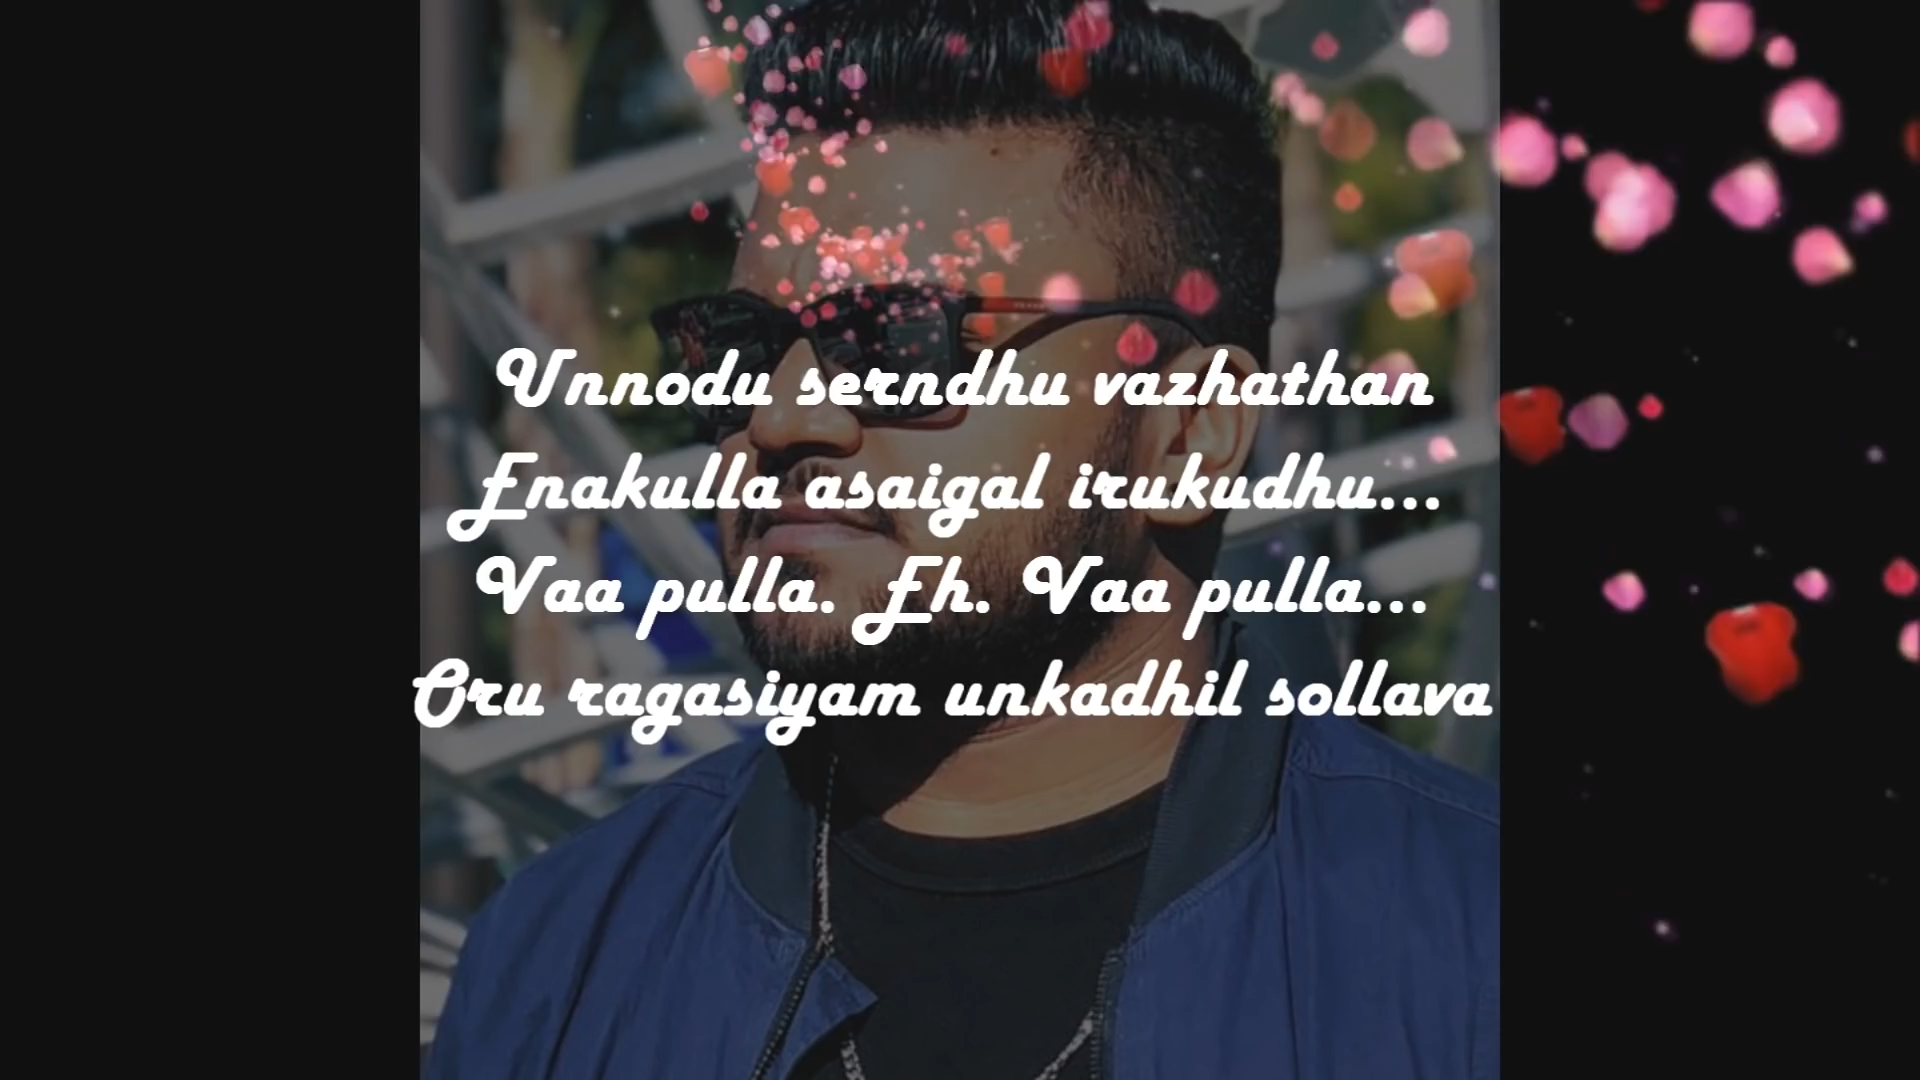 Unnodu serndhu vazhathan
Enakulla asaigal irukudhu...
Vaa pulla. Eh. Vaa pulla...
Oru ragasiyam unkadhil sollava